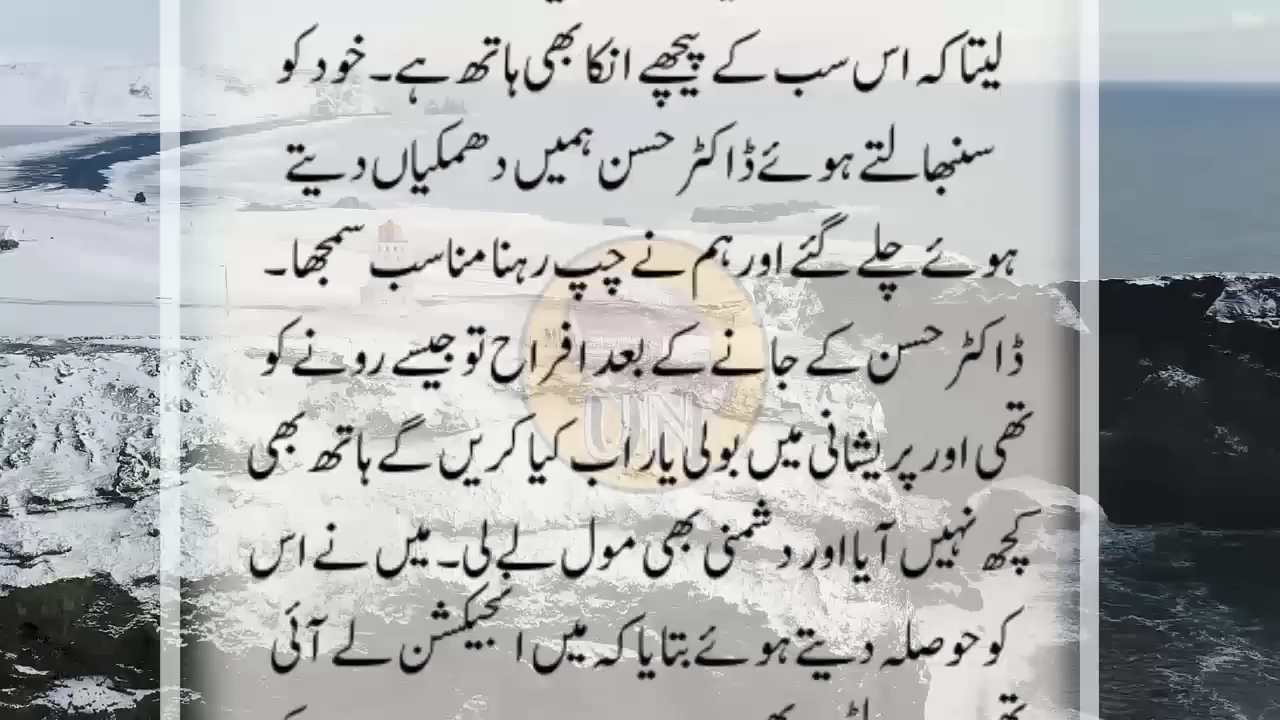 لیتا کہ اس سب کے پیچھے انکا بھی ہاتھ ہے۔ خود کو
سنبھالتے ہوئے ڈاکٹر حسن ہمیں دھمکیاں دیتے
ہوئے چلے گئے اور ہم نے چپ رہنا مناسب سمجھا۔
ڈاکٹر حسن کے جانے کے بعد افراح تو جیسے رونے کو
تھی اور پریشانی میں بولی یار اب کیا کریں گے ہاتھ بھی
کچھ نہیں آیا اور دشمنی بھی مول لے لی۔ میں نے اس
کو حوصلہ دیتے ہوئے بتایا کہ میں انجیکشن لے آئی
UN